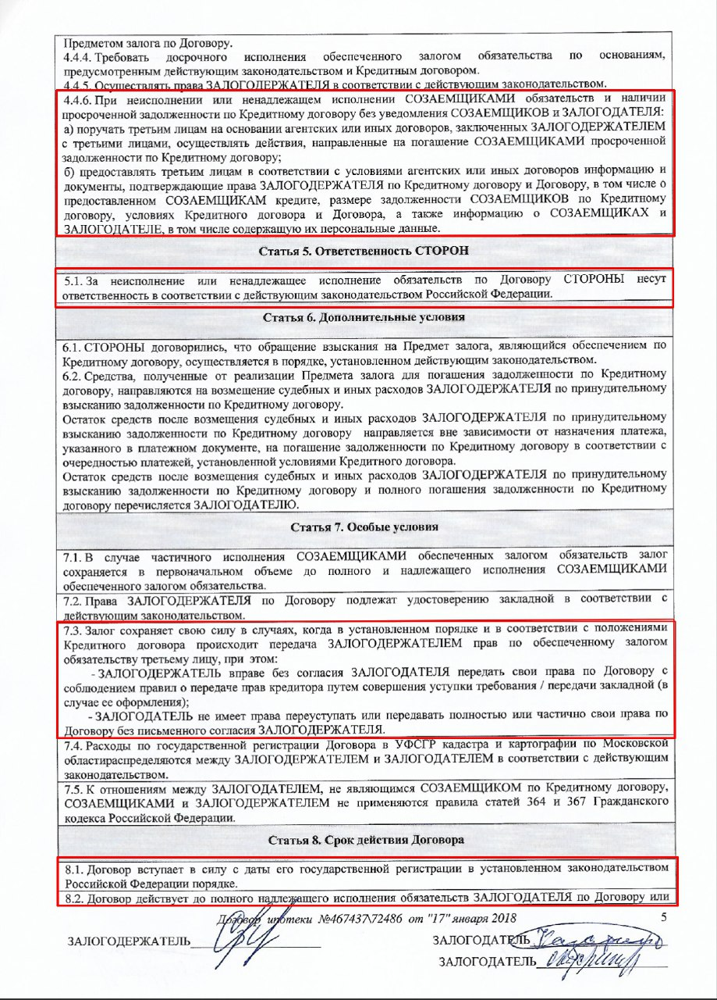 Предметом залога по Договору.
4.4.4. Требовать досрочного исполнения обеспеченного залогом обязательства по основаниям,
предусмотренным действующим законодательством и Кредитным договором.
4.4.5. Осуществлять права ЗАЛОГОДЕРЖАТЕЛЯ в соответствии с действующим законодательством.
4.4.6. При неисполнении или ненадлежащем исполнении СОЗАЕМЩИКАМИ обязательств и наличии
просроченной задолженности по Кредитному договору без уведомления СОЗАЕМЩИКОВ и ЗАЛОГОДАТЕЛЯ:
а) поручать третьим лицам на основании агентских или иных договоров, заключенных ЗАЛОГОДЕРЖАТЕЛЕМ
с третьими лицами, осуществлять действия, направленные на погашение СОЗАЕМЩИКАМИ просроченной
задолженности по Кредитному договору;
б) предоставлять третьим лицам в соответствии с условиями агентских или иных договоров информацию и
документы, подтверждающие права ЗАЛОГОДЕРЖАТЕЛЯ по Кредитному договору и Договору, в том числе о
предоставленном СОЗАЕМЩИКАМ кредите, размере задолженности СОЗАЕМЩИКОВ по Кредитному
договору, условиях Кредитного договора и Договора, а также информацию о СОЗАЕМЩИКАХ и
ЗАЛОГОДАТЕЛЕ, в том числе содержащую их персональные данные.
Статья 5. Ответственность СТОРОН
5.1. За неисполнение или ненадлежащее исполнение обязательств по Договору СТОРОНЫ несут
ответственность в соответствии с действующим законодательством Российской Федерации.
Статья 6. Дополнительные условия
6.1. СТОРОНЫ договорились, что обращение взыскания на Предмет залога, являющийся обеспечением по
Кредитному договору, осуществляется в порядке, установленном действующим законодательством.
6.2. Средства, полученные от реализации Предмета залога для погашения задолженности по Кредитному
договору, направляются на возмещение судебных и иных расходов ЗАЛОГОДЕРЖАТЕЛЯ по принудительному
взысканию задолженности по Кредитному договору.
Остаток средств после возмещения судебных и иных расходов ЗАЛОГОДЕРЖАТЕЛЯ по принудительному
взысканию задолженности по Кредитному договору направляется вне зависимости от назначения платежа,
указанного в платежном документе, на погашение задолженности по Кредитному договору в соответствии с
очередностью платежей, установленной условиями Кредитного договора.
Остаток средств после возмещения судебных и иных расходов ЗАЛОГОДЕРЖАТЕЛЯ по принудительному
взысканию задолженности по Кредитному договору и полного погашения задолженности по Кредитному
договору перечисляется ЗАЛОГОДАТЕЛЮ.
Статья 7. Особые условия
7.1. В случае частичного исполнения СОЗАЕМЩИКАМИ обеспеченных залогом обязательств залог
сохраняется в первоначальном объеме до полного и надлежащего исполнения СОЗАЕМЩИКАМИ
обеспеченного залогом обязательства.
7.2. Права ЗАЛОГОДЕРЖАТЕЛЯ по Договору подлежат удостоверению закладной в соответствии с
действующим законодательством.
7.3. Залог сохраняет свою силу в случаях, когда в установленном порядке и в соответствии с положениями
Кредитного договора происходит передача ЗАЛОГОДЕРЖАТЕЛЕМ прав по обеспеченному залогом
обязательству третьему лицу, при этом:
- ЗАЛОГОДЕРЖАТЕЛЬ вправе без согласия ЗАЛОГОДАТЕЛЯ передать свои права по Договору с
соблюдением правил о передаче прав кредитора путем совершения уступки требования / передачи закладной (в
случае ее оформления);
- ЗАЛОГОДАТЕЛЬ не имеет права переуступать или передавать полностью или частично свои права по
Договору без письменного согласия ЗАЛОГОДЕРЖАТЕЛЯ.
7.4. Расходы по государственной регистрации Договора в УФСГР кадастра и картографии по Московской
областираспределяются между ЗАЛОГОДЕРЖАТЕЛЕМ и ЗАЛОГОДАТЕЛЕМ в соответствии с действующим
законодательством.
7.5. К отношениям между ЗАЛОГОДАТЕЛЕМ, не являющимся СОЗАЕМЩИКОМ по Кредитному договору,
СОЗАЕМЩИКАМИ и ЗАЛОГОДЕРЖАТЕЛЕМ не применяются правила статей 364 и 367 Гражданского
кодекса Российской Федерации.
Статья 8. Срок действия Договора
8.1. Договор вступает в силу с даты его государственной регистрации в установленном законодательством
Российской Федерации порядке.
8.2. Договор действует до полного надлежащего исполнения обязательств ЗАЛОГОДАТЕЛЯ по Договору или
Договор ипотеки №467437\72486 от "17" января 2018 5
ЗАЛОГОДЕРЖАТЕЛЬ ЗАЛОГОДАТЕЛЬ
ЗАЛОГОДАТЕЛЬ